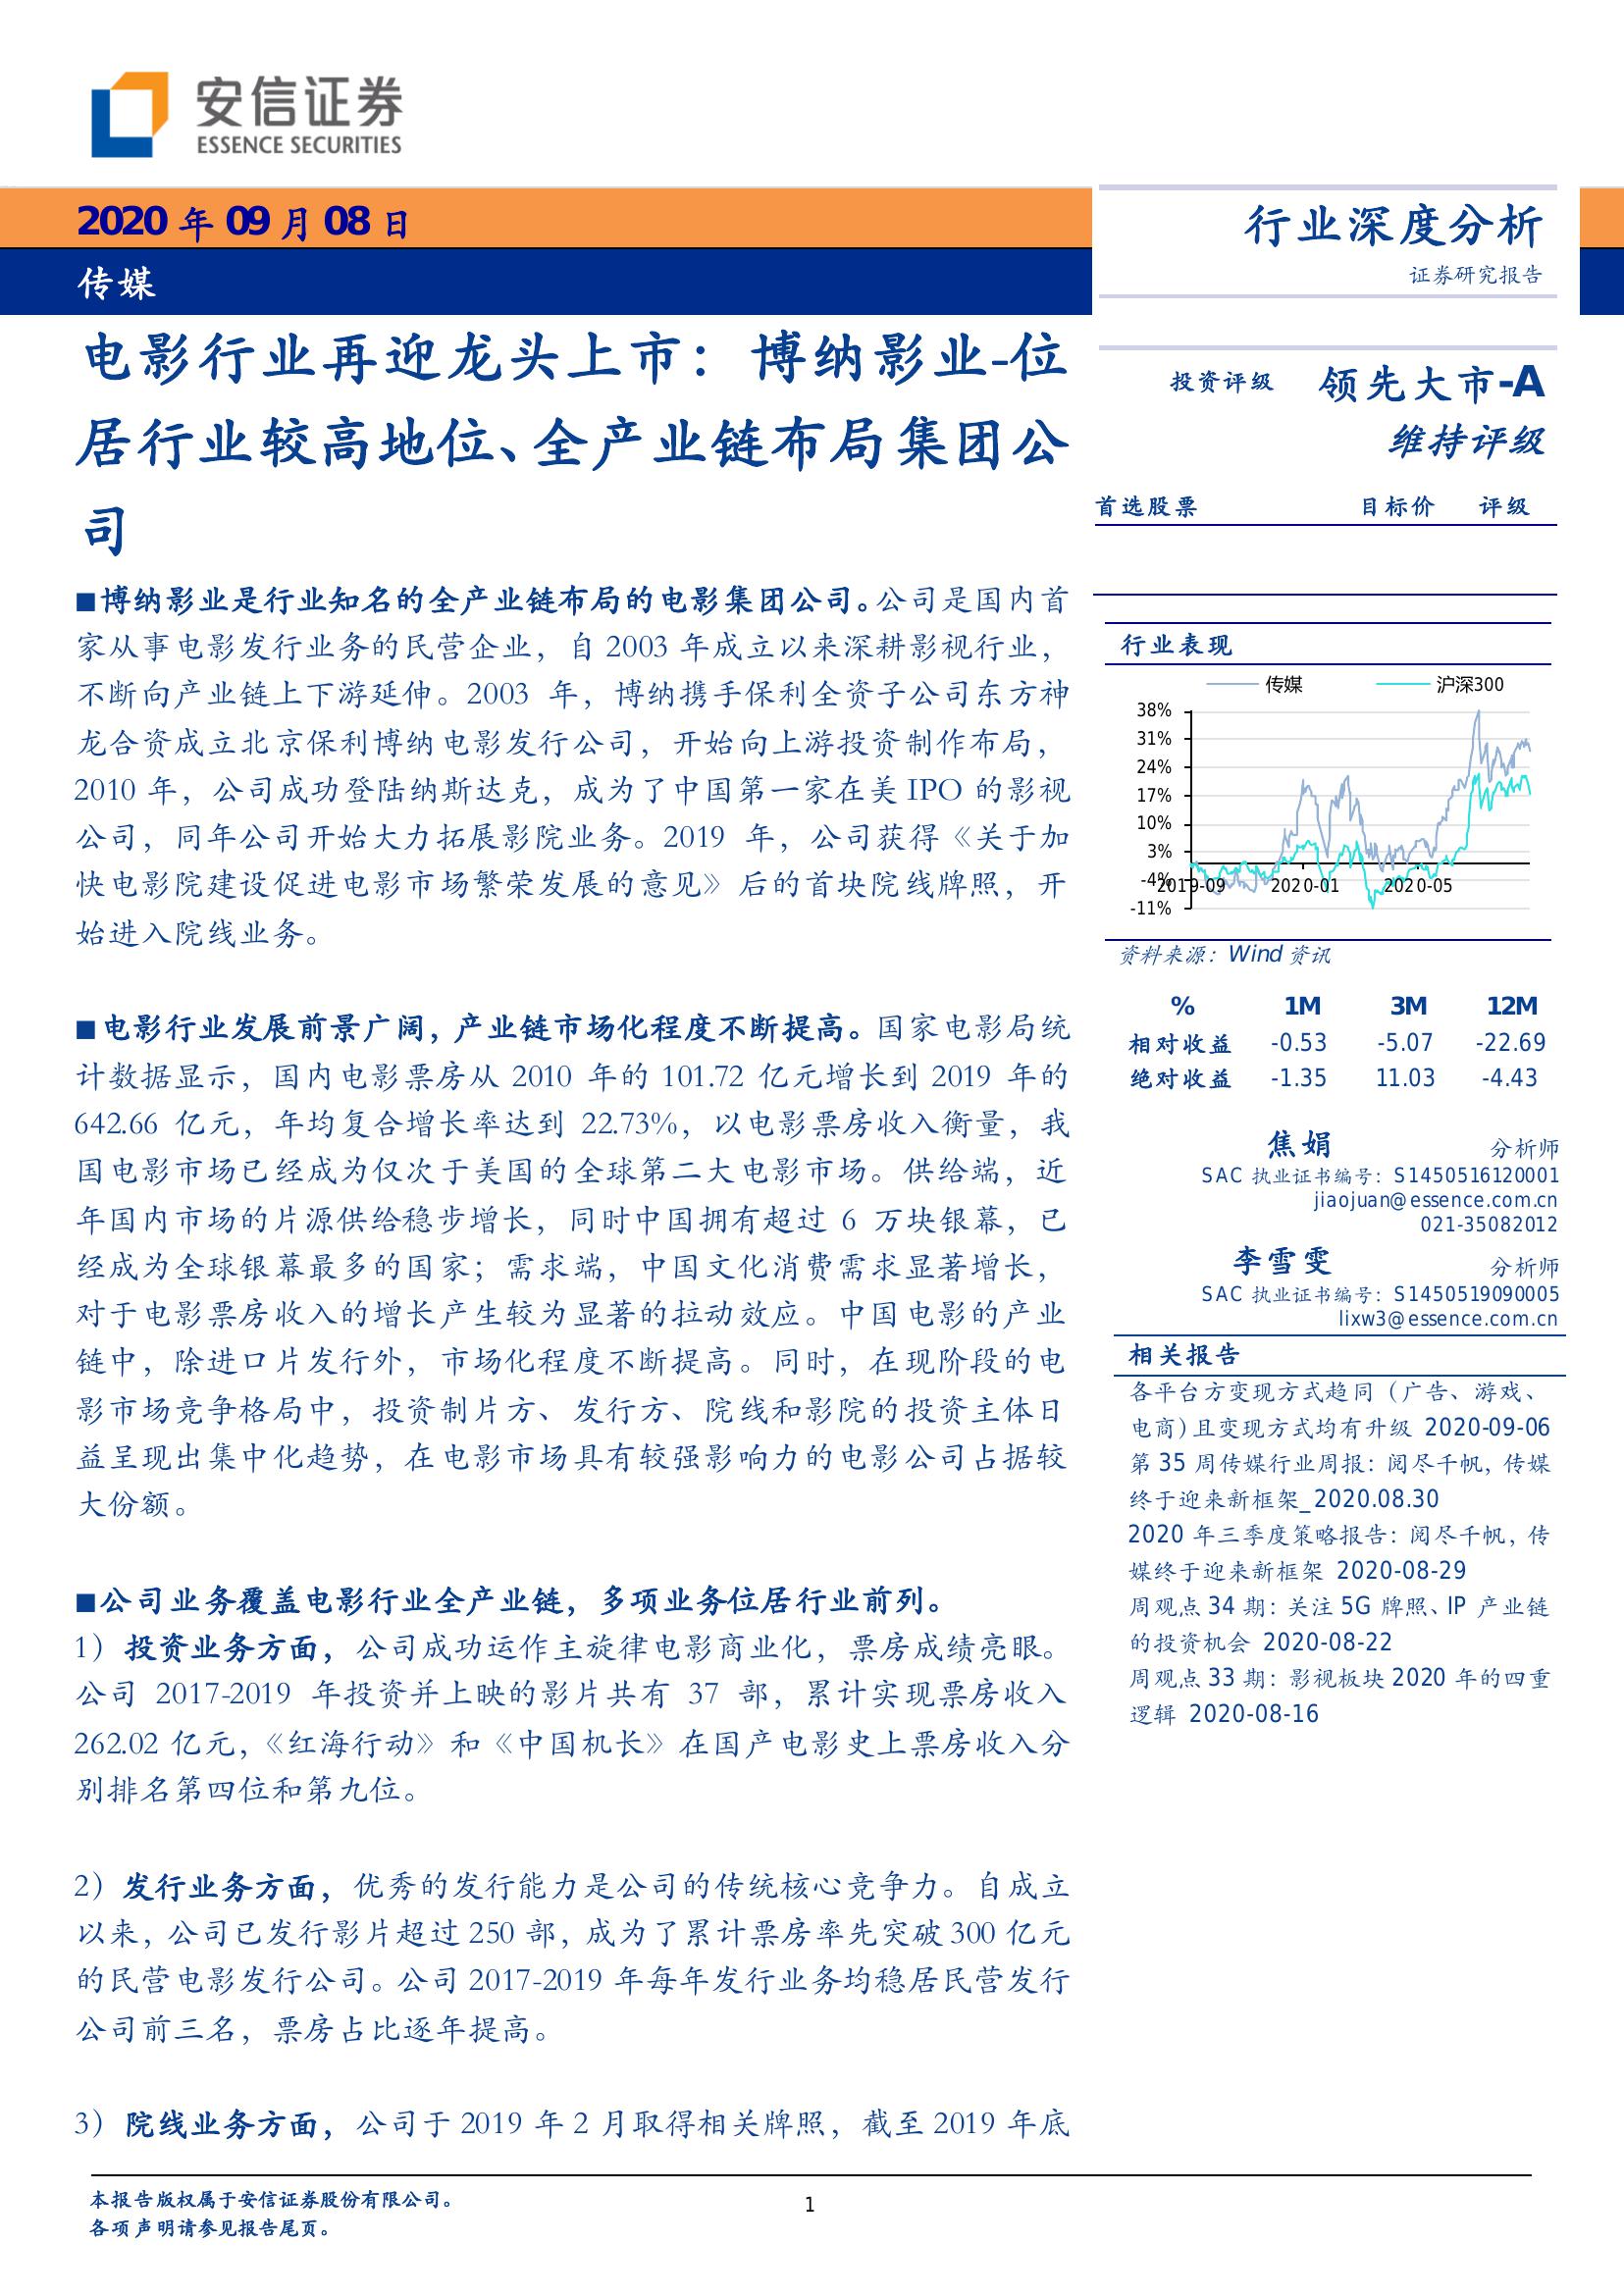 安信证券
ESSENCE SECURITIES
2020 年 09 月 08 日
传媒
电影行业再迎龙头上市：博纳影业-位
居行业较高地位、全产业链布局集团公
司
■博纳影业是行业知名的全产业链布局的电影集团公司。公司是国内首
家从事电影发行业务的民营企业，自 2003 年成立以来深耕影视行业，
不断向产业链上下游延伸。2003 年，博纳携手保利全资子公司东方神
龙合资成立北京保利博纳电影发行公司，开始向上游投资制作布局，
2010 年，公司成功登陆纳斯达克，成为了中国第一家在美 IPO 的影视
公司，同年公司开始大力拓展影院业务。2019 年，公司获得《关于加
快电影院建设促进电影市场繁荣发展的意见》后的首块院线牌照，开
始进入院线业务。
■电影行业发展前景广阔，产业链市场化程度不断提高。国家电影局统
计数据显示，国内电影票房从 2010 年的 101.72 亿元增长到 2019 年的
642.66 亿元，年均复合增长率达到 22.73%，以电影票房收入衡量，我
国电影市场已经成为仅次于美国的全球第二大电影市场。供给端，近
年国内市场的片源供给稳步增长，同时中国拥有超过 6 万块银幕，已
经成为全球银幕最多的国家；需求端，中国文化消费需求显著增长，
对于电影票房收入的增长产生较为显著的拉动效应。中国电影的产业
链中，除进口片发行外，市场化程度不断提高。同时，在现阶段的电
影市场竞争格局中，投资制片方、发行方、院线和影院的投资主体日
益呈现出集中化趋势，在电影市场具有较强影响力的电影公司占据较
大份额。
■公司业务覆盖电影行业全产业链，多项业务位居行业前列。
1）投资业务方面，公司成功运作主旋律电影商业化，票房成绩亮眼。
公司 2017-2019 年投资并上映的影片共有 37 部，累计实现票房收入
262.02 亿元，《红海行动》和《中国机长》在国产电影史上票房收入分
别排名第四位和第九位。
2）发行业务方面，优秀的发行能力是公司的传统核心竞争力。自成立
以来，公司已发行影片超过 250 部，成为了累计票房率先突破 300 亿元
的民营电影发行公司。公司 2017-2019 年每年发行业务均稳居民营发行
公司前三名，票房占比逐年提高。
3）院线业务方面，公司于 2019 年 2 月取得相关牌照，截至 2019 年底
行业深度分析
证券研究报告
投资评级 领先大市-A
维持评级
首选股票 目标价 评级
行业表现
传媒 沪深300
38%
31%
24%
17%
10%
3%
-4%
-11%
2019-09 2020-01 2020-05
资料来源：Wind 资讯
% 1M 3M 12M
相对收益 -0.53 -5.07 -22.69
绝对收益 -1.35 11.03 -4.43
焦娟 分析师
SAC 执业证书编号：S1450516120001
jiaojuan@essence.com.cn
021-35082012
李雪雯 分析师
SAC 执业证书编号：S1450519090005
lixw3@essence.com.cn
相关报告
各平台方变现方式趋同（广告、游戏、
电商）且变现方式均有升级 2020-09-06
第 35 周传媒行业周报：阅尽千帆，传媒
终于迎来新框架_2020.08.30
2020 年三季度策略报告：阅尽千帆，传
媒终于迎来新框架 2020-08-29
周观点 34 期：关注 5G 牌照、IP 产业链
的投资机会 2020-08-22
周观点 33 期：影视板块 2020 年的四重
逻辑 2020-08-16
本报告版权属于安信证券股份有限公司。
各项声明请参见报告尾页。
1